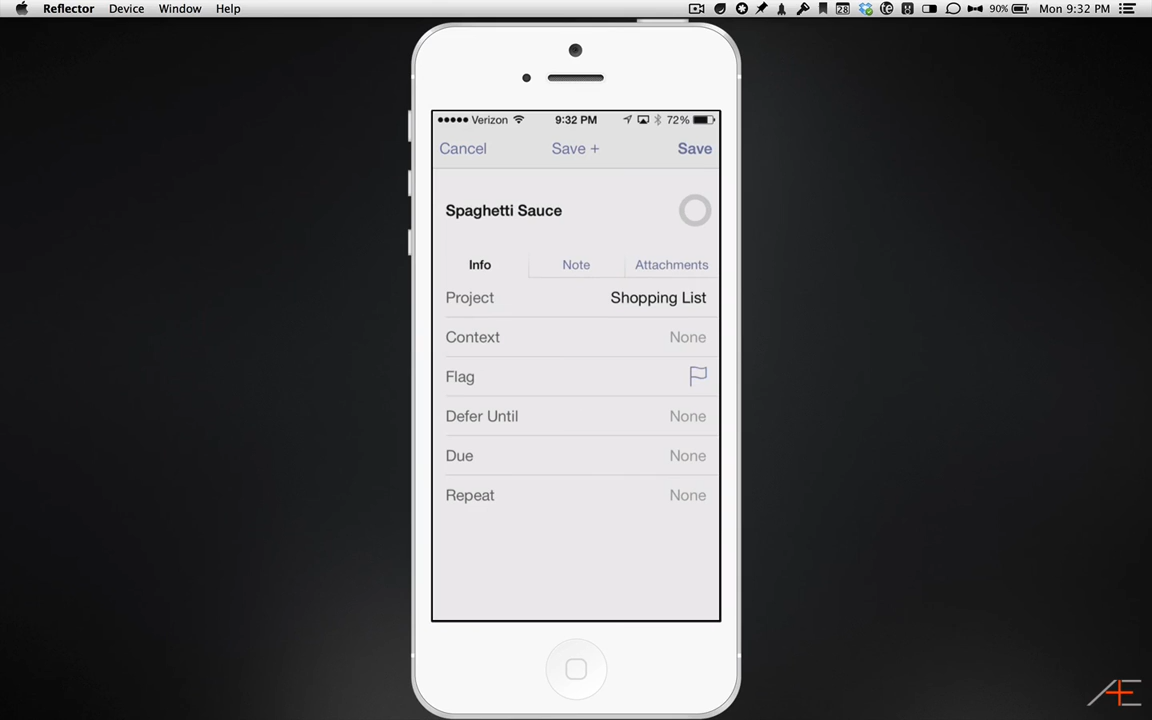 Reflector Device Window Help 28 90% Mon 9:32 PM
Verizon 9:32 PM 72%
Cancel Save + Save
Spaghetti Sauce
Info Note Attachments
Project Shopping List
Context None
Flag
Defer Until None
Due None
Repeat None